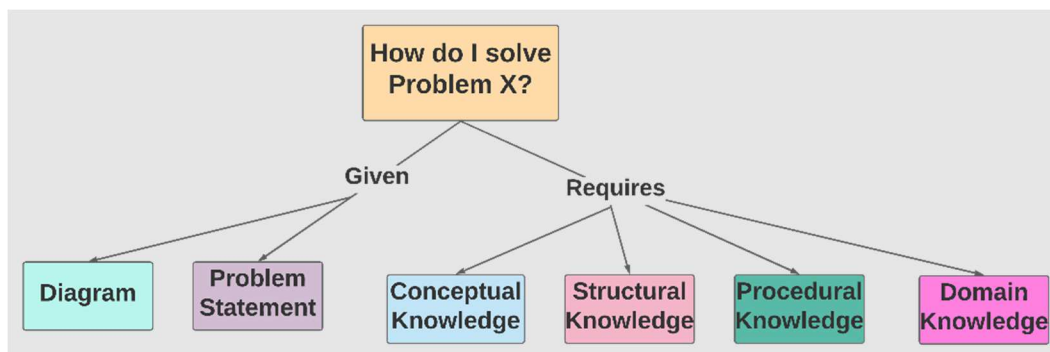 How do I solve
Problem X?
Given
Requires
Diagram
Problem
Statement
Conceptual
Knowledge
Structural
Knowledge
Procedural
Knowledge
Domain
Knowledge